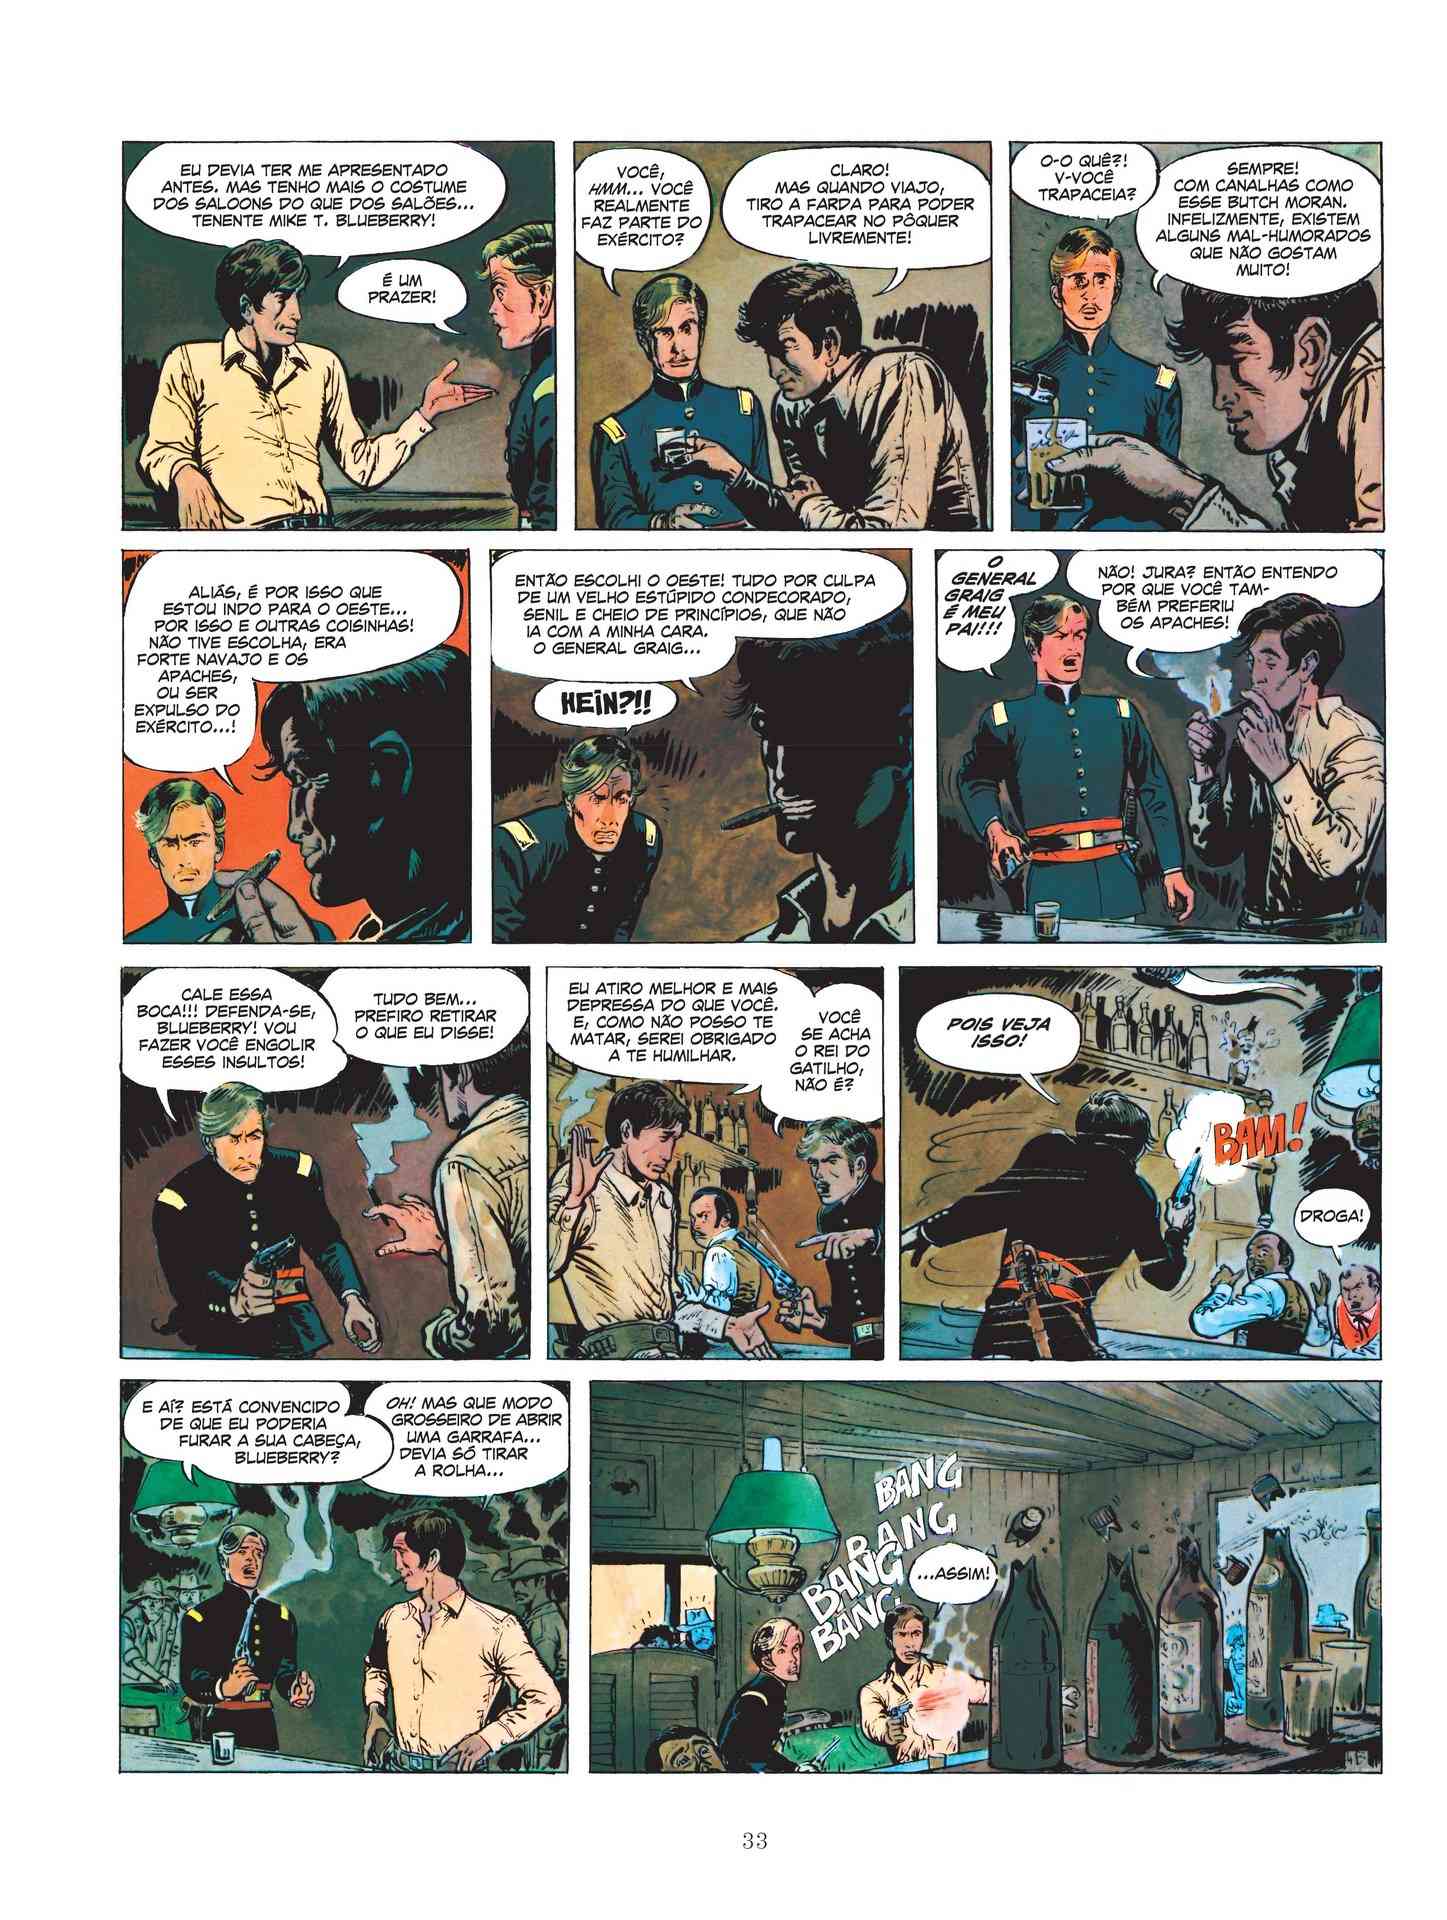 EU DEVIA TER ME APRESENTADO
ANTES. MAS TENHO MAIS O COSTUME
DOS SALOONS DO QUE DOS SALÕES...
TENENTE MIKE T. BLUEBERRY!
É UM
PRAZER!
VOCÊ,
HMM... VOCÊ
REALMENTE
FAZ PARTE DO
EXÉRCITO?
CLARO!
MAS QUANDO VIAJO,
TIRO A FARDA PARA PODER
TRAPACEAR NO PÔQUER
LIVREMENTE!
O-O QUÊ?!
V-VOCÊ
TRAPACEIA?
SEMPRE!
COM CANALHAS COMO
ESSE BUTCH MORAN.
INFELIZMENTE, EXISTEM
ALGUNS MAL-HUMORADOS
QUE NÃO GOSTAM
MUITO!
ALIÁS, É POR ISSO QUE
ESTOU INDO PARA O OESTE...
POR ISSO E OUTRAS COISINHAS!
NÃO TIVE ESCOLHA, ERA
FORTE NAVAJO E OS
APACHES,
OU SER
EXPULSO DO
EXÉRCITO...!
ENTÃO ESCOLHI O OESTE! TUDO POR CULPA
DE UM VELHO ESTÚPIDO CONDECORADO,
SENIL E CHEIO DE PRINCÍPIOS, QUE NÃO
IA COM A MINHA CARA.
O GENERAL GRAIG...
HEIN?!!
O
GENERAL
GRAIG
É MEU
PAI!!!
NÃO! JURA? ENTÃO ENTENDO
POR QUE VOCÊ TAM-
BÉM PREFERIU
OS APACHES!
4A
CALE ESSA
BOCA!!! DEFENDA-SE,
BLUEBERRY! VOU
FAZER VOCÊ ENGOLIR
ESSES INSULTOS!
TUDO BEM...
PREFIRO RETIRAR
O QUE EU DISSE!
EU ATIRO MELHOR E MAIS
DEPRESSA DO QUE VOCÊ.
E, COMO NÃO POSSO TE
MATAR, SEREI OBRIGADO
A TE HUMILHAR.
VOCÊ
SE ACHA
O REI DO
GATILHO,
NÃO É?
POIS VEJA
ISSO!
BAM!
DROGA!
E AÍ? ESTÁ CONVENCIDO
DE QUE EU PODERIA
FURAR A SUA CABEÇA,
BLUEBERRY?
OH! MAS QUE MODO
GROSSEIRO DE ABRIR
UMA GARRAFA...
DEVIA SÓ TIRAR
A ROLHA...
BANG
BANG
BANG
BANG
BANG
...ASSIM!
4B
33